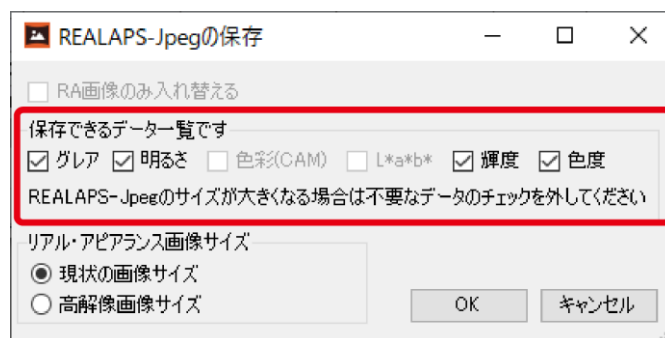 REALAPS-Jpegの保存
RA画像のみ入れ替える
保存できるデータ一覧です
グレア 明るさ 色彩(CAM) L*a*b* 輝度 色度
REALAPS-Jpegのサイズが大きくなる場合は不要なデータのチェックを外してください
リアル・アピアランス画像サイズ
現状の画像サイズ
高解像画像サイズ
OK キャンセル